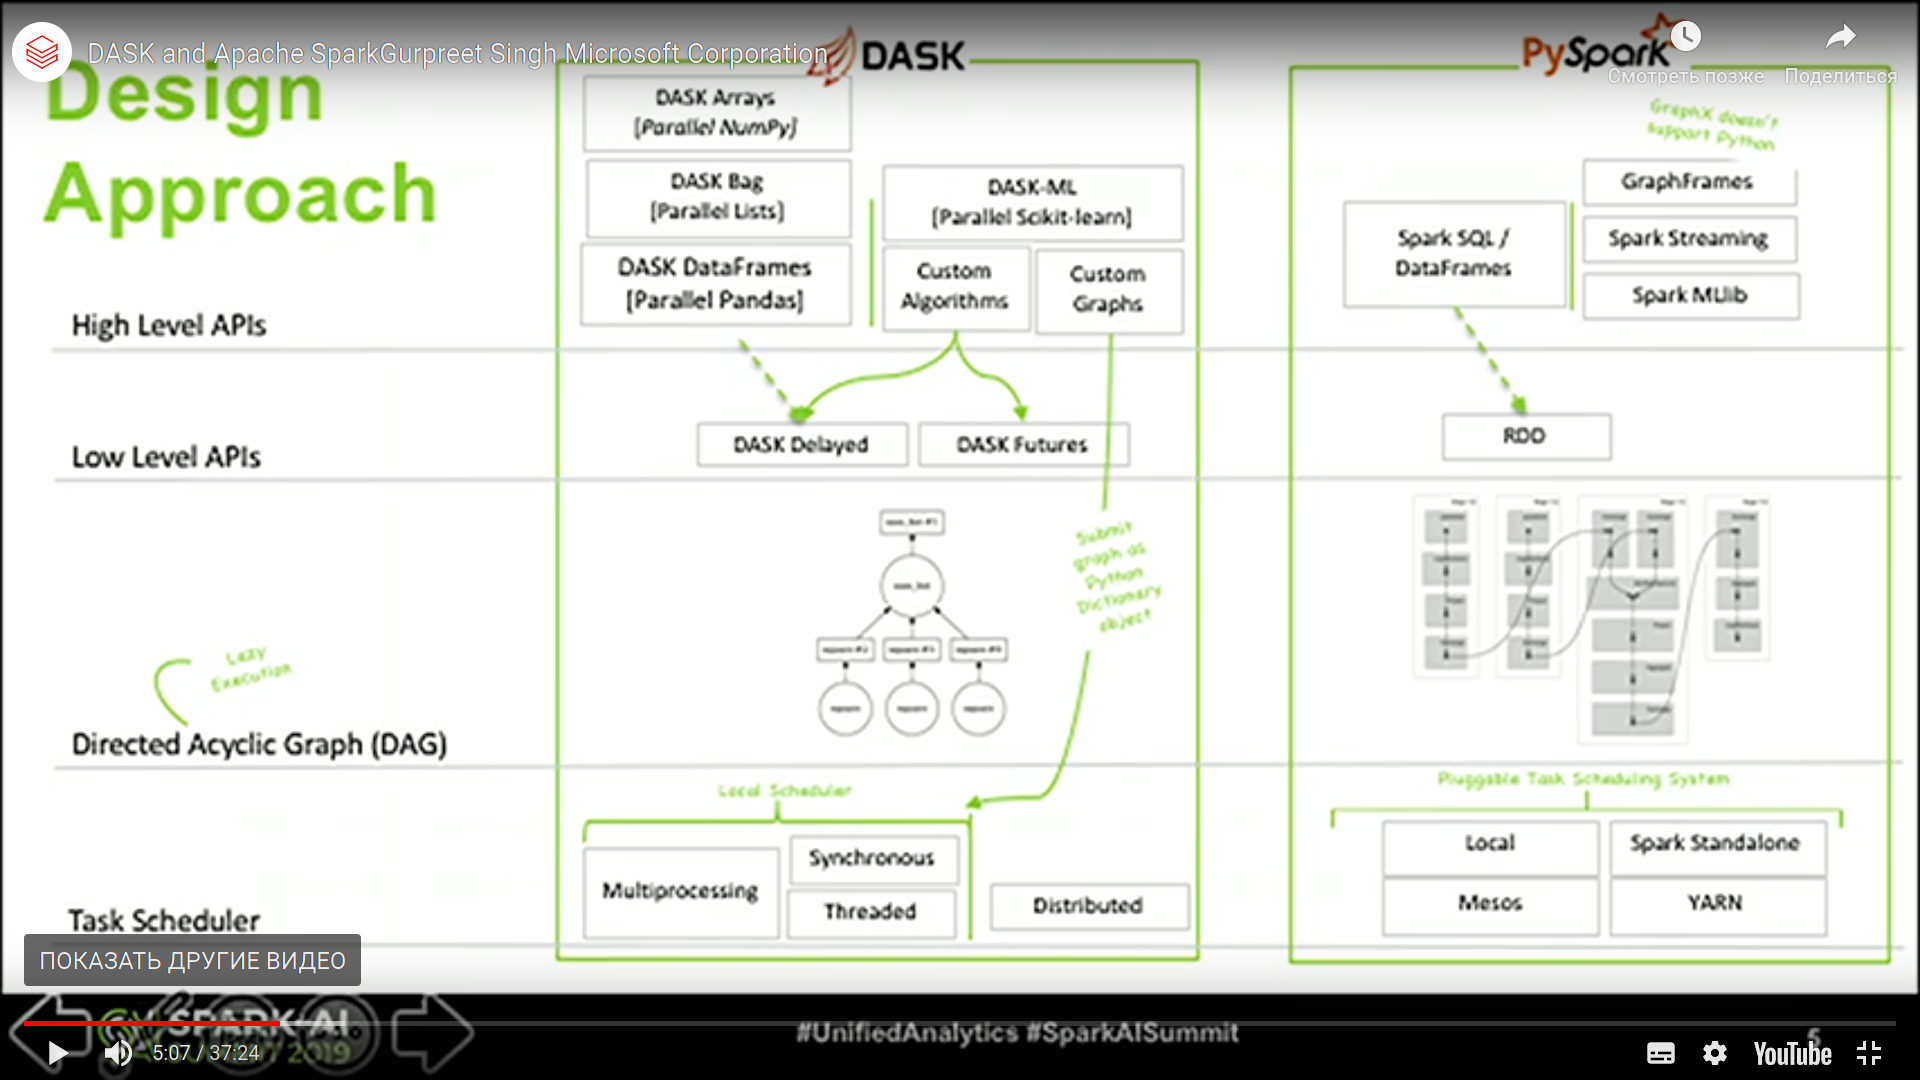 DASK and Apache SparkGurpreet Singh Microsoft Corporation
Смотреть позже
Поделиться
Design
Approach
DASK
DASK Arrays
[Parallel NumPy]
DASK Bag
[Parallel Lists]
DASK DataFrames
[Parallel Pandas]
DASK-ML
[Parallel Scikit-learn]
Custom
Algorithms
Custom
Graphs
PySpark
GraphX doesn't
support Python
Spark SQL /
DataFrames
GraphFrames
Spark Streaming
Spark MLlib
High Level APIs
Low Level APIs
DASK Delayed
DASK Futures
RDD
Submit
graph as
Python
Dictionary
object
Lazy
Execution
Directed Acyclic Graph (DAG)
Local Scheduler
Multiprocessing
Synchronous
Threaded
Distributed
Pluggable Task Scheduling System
Local
Spark Standalone
Mesos
YARN
Task Scheduler
ПОКАЗАТЬ ДРУГИЕ ВИДЕО
SPARK+AI
2019
#UnifiedAnalytics #SparkAISummit
5
5:07 / 37:24
YouTube